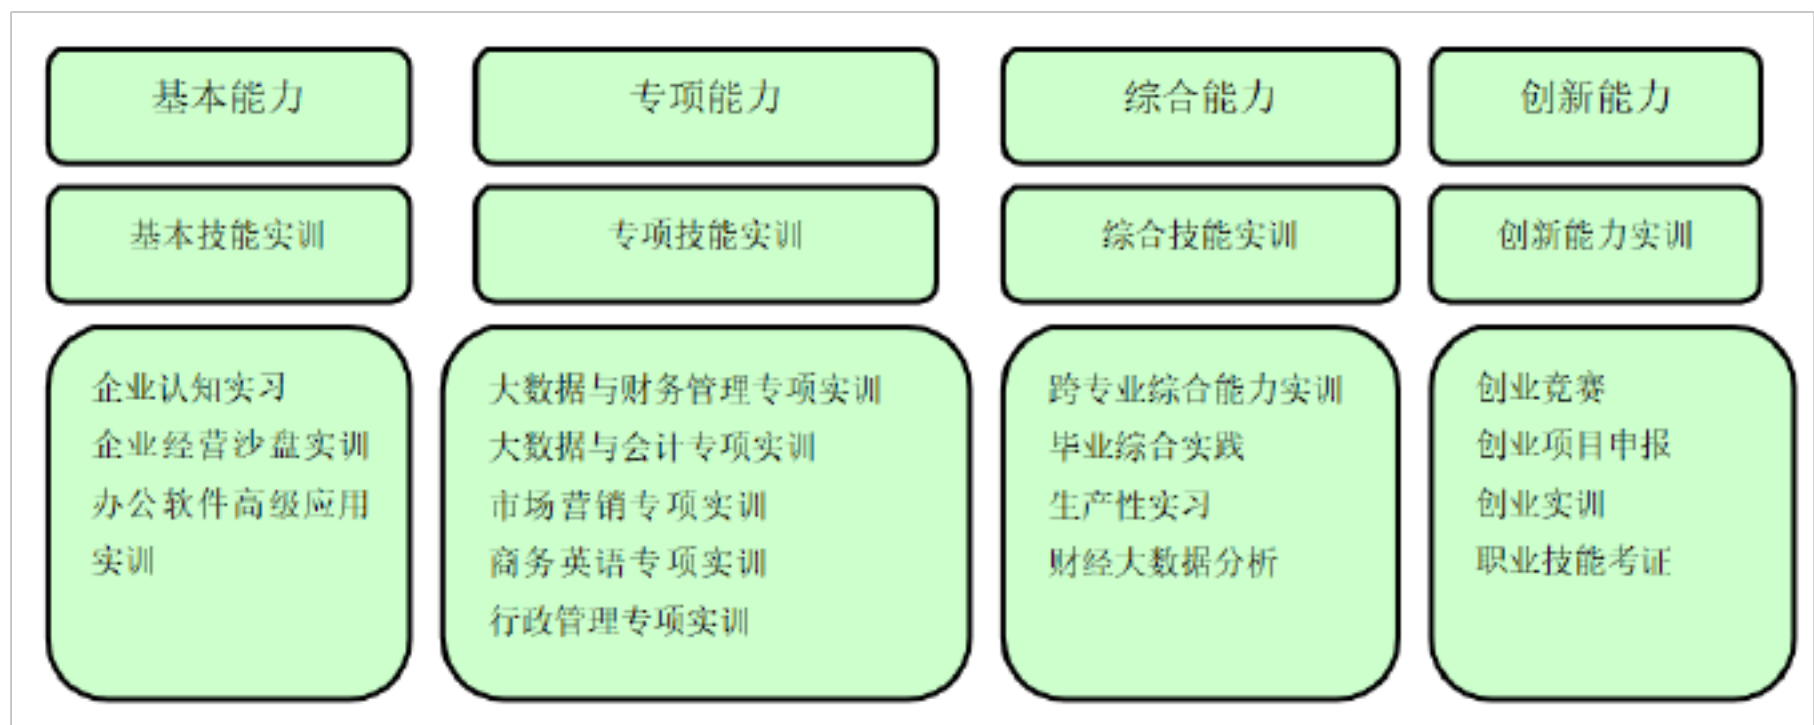 基本能力
专项能力
综合能力
创新能力
基本技能实训
专项技能实训
综合技能实训
创新能力实训
企业认知实习
企业经营沙盘实训
办公软件高级应用
实训
大数据与财务管理专项实训
大数据与会计专项实训
市场营销专项实训
商务英语专项实训
行政管理专项实训
跨专业综合能力实训
毕业综合实践
生产性实习
财经大数据分析
创业竞赛
创业项目申报
创业实训
职业技能考证